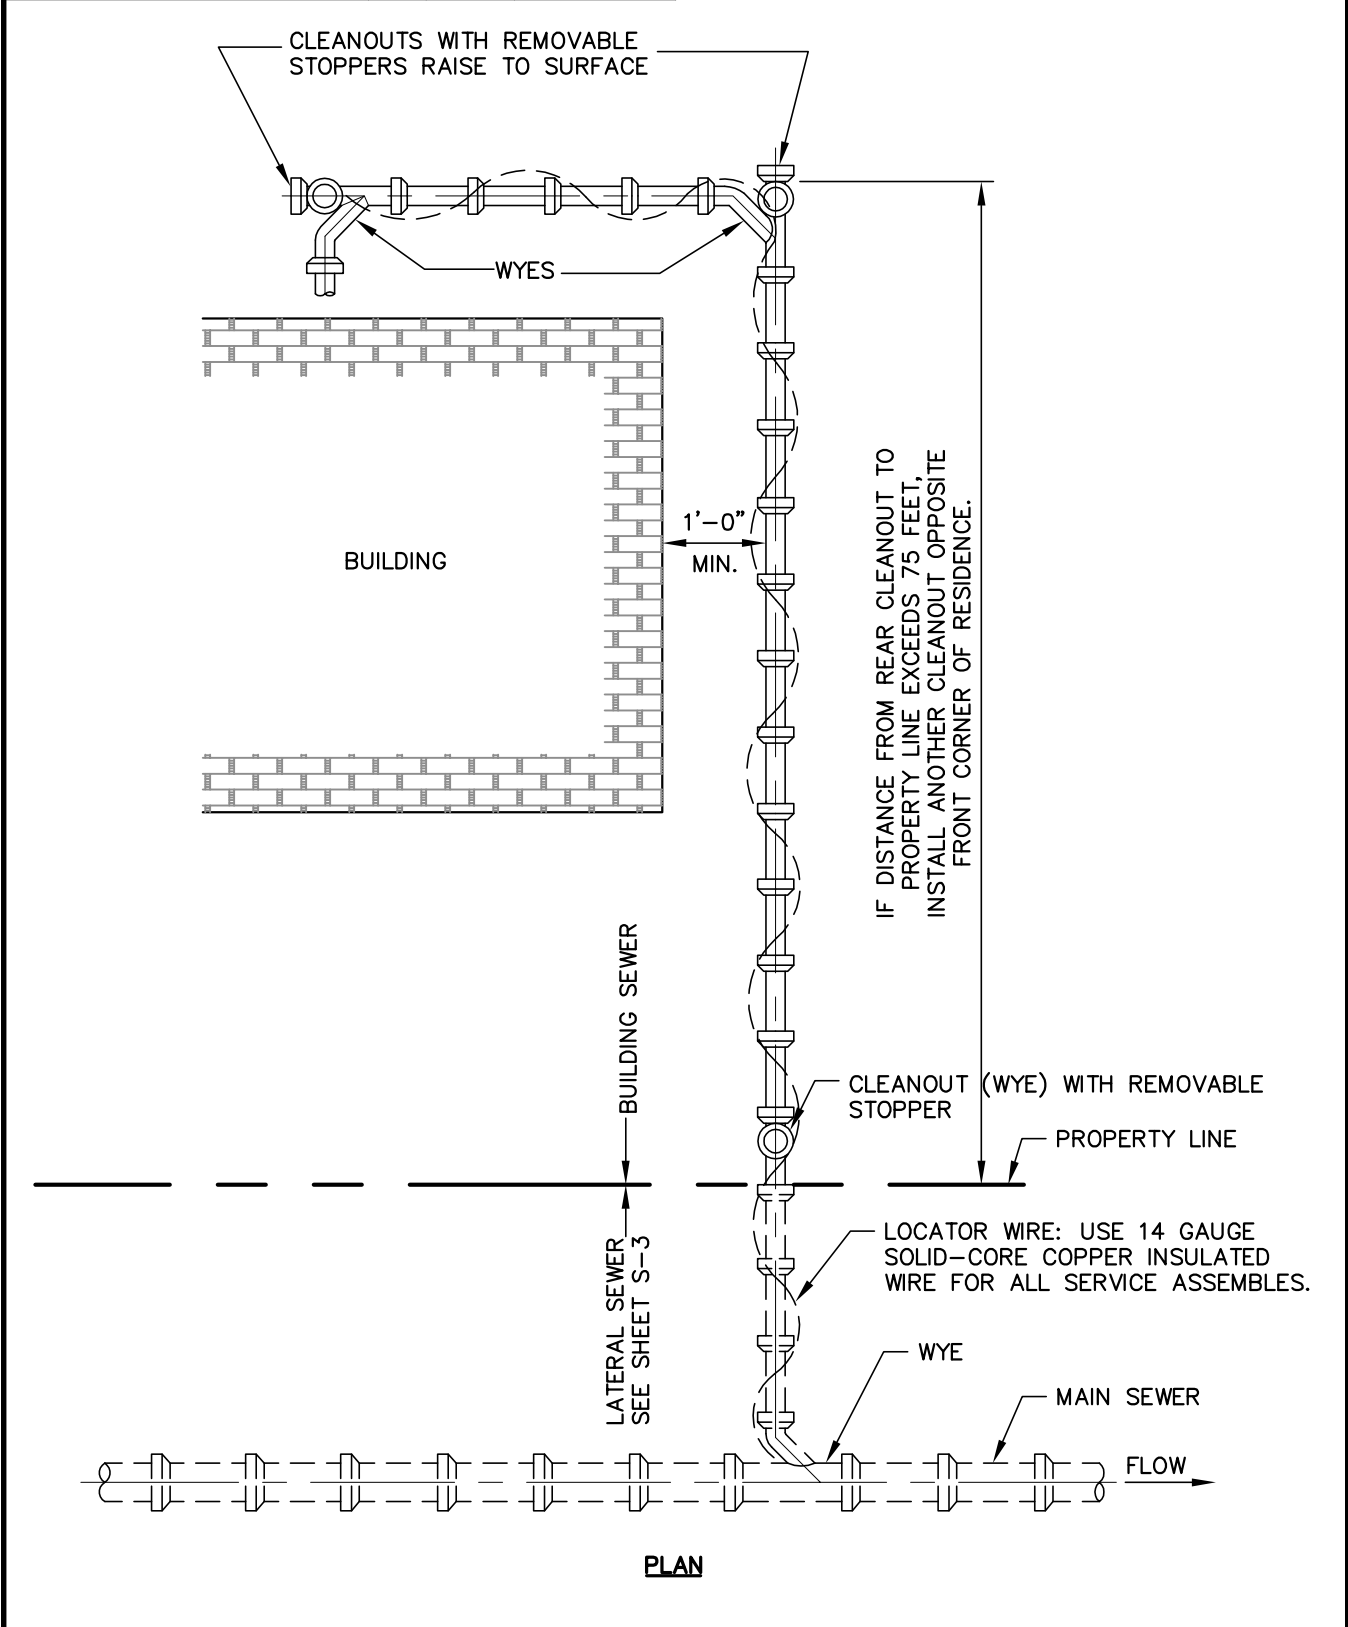 CLEANOUTS WITH REMOVABLE
STOPPERS RAISE TO SURFACE
WYES
1'-0"
MIN.
BUILDING
IF DISTANCE FROM REAR CLEANOUT TO
PROPERTY LINE EXCEEDS 75 FEET,
INSTALL ANOTHER CLEANOUT OPPOSITE
FRONT CORNER OF RESIDENCE.
BUILDING SEWER
CLEANOUT (WYE) WITH REMOVABLE
STOPPER
PROPERTY LINE
LATERAL SEWER
SEE SHEET S-3
LOCATOR WIRE: USE 14 GAUGE
SOLID-CORE COPPER INSULATED
WIRE FOR ALL SERVICE ASSEMBLES.
WYE
MAIN SEWER
FLOW
PLAN